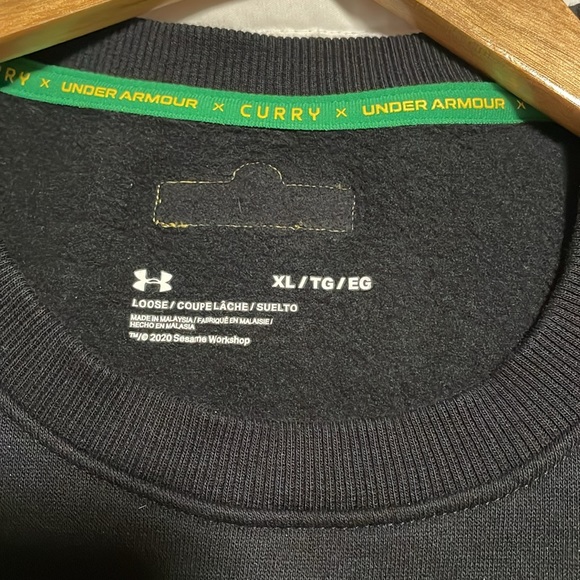 CURRY × UNDER ARMOUR × CURRY × UNDER ARMOUR ×
XL / TG / EG
LOOSE / COUPE LÂCHE / SUELTO
MADE IN MALAYSIA / FABRIQUÉ EN MALAISIE /
HECHO EN MALASIA
™/© 2020 Sesame Workshop